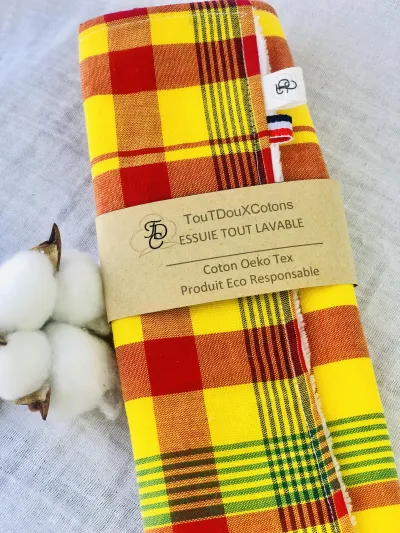 TouTDouXCotons
ESSUIE TOUT LAVABLE
Coton Oeko Tex
Produit Eco Responsable